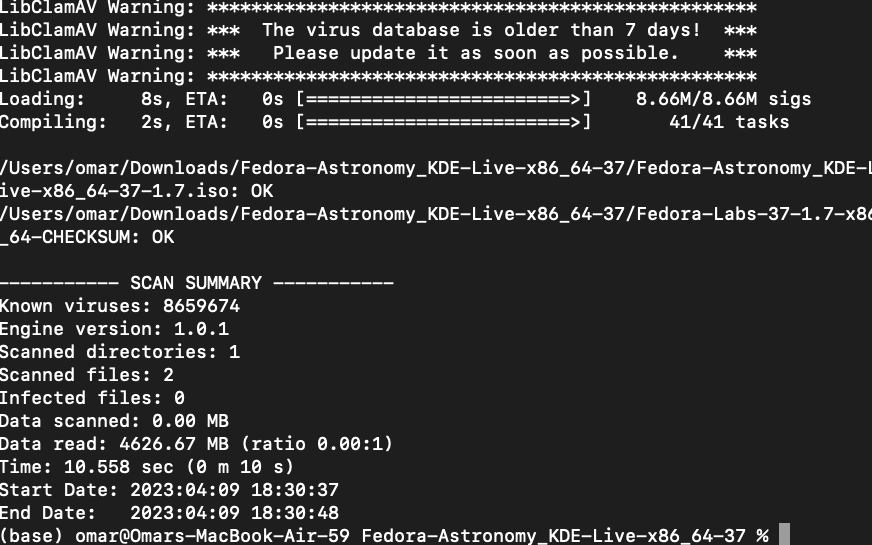 LibClamAV Warning: **************************************************
LibClamAV Warning: ***  The virus database is older than 7 days!  ***
LibClamAV Warning: ***   Please update it as soon as possible.    ***
LibClamAV Warning: **************************************************
Loading:     8s, ETA:   0s [========================>]    8.66M/8.66M sigs
Compiling:   2s, ETA:   0s [========================>]       41/41 tasks
/Users/omar/Downloads/Fedora-Astronomy_KDE-Live-x86_64-37/Fedora-Astronomy_KDE-L
ive-x86_64-37-1.7.iso: OK
/Users/omar/Downloads/Fedora-Astronomy_KDE-Live-x86_64-37/Fedora-Labs-37-1.7-x86
_64-CHECKSUM: OK
----------- SCAN SUMMARY -----------
Known viruses: 8659674
Engine version: 1.0.1
Scanned directories: 1
Scanned files: 2
Infected files: 0
Data scanned: 0.00 MB
Data read: 4626.67 MB (ratio 0.00:1)
Time: 10.558 sec (0 m 10 s)
Start Date: 2023:04:09 18:30:37
End Date:   2023:04:09 18:30:48
(base) omar@Omars-MacBook-Air-59 Fedora-Astronomy_KDE-Live-x86_64-37 %